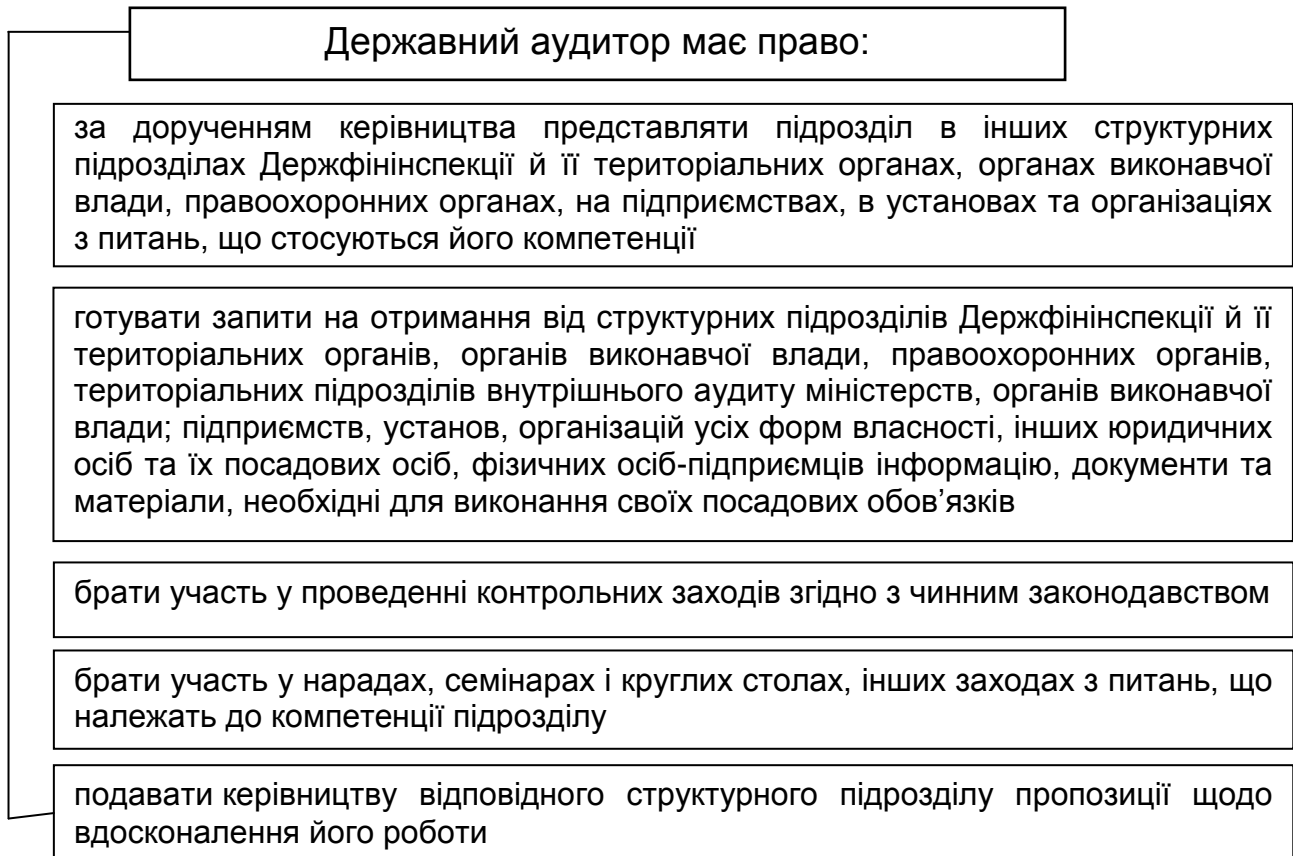 Державний аудитор має право:
за дорученням керівництва представляти підрозділ в інших структурних
підрозділах Держфінінспекції й її територіальних органах, органах виконавчої
влади, правоохоронних органах, на підприємствах, в установах та організаціях
з питань, що стосуються його компетенції
готувати запити на отримання від структурних підрозділів Держфінінспекції й її
територіальних органів, органів виконавчої влади, правоохоронних органів,
територіальних підрозділів внутрішнього аудиту міністерств, органів виконавчої
влади; підприємств, установ, організацій усіх форм власності, інших юридичних
осіб та їх посадових осіб, фізичних осіб-підприємців інформацію, документи та
матеріали, необхідні для виконання своїх посадових обов’язків
брати участь у проведенні контрольних заходів згідно з чинним законодавством
брати участь у нарадах, семінарах і круглих столах, інших заходах з питань, що
належать до компетенції підрозділу
подавати керівництву відповідного структурного підрозділу пропозиції щодо
вдосконалення його роботи